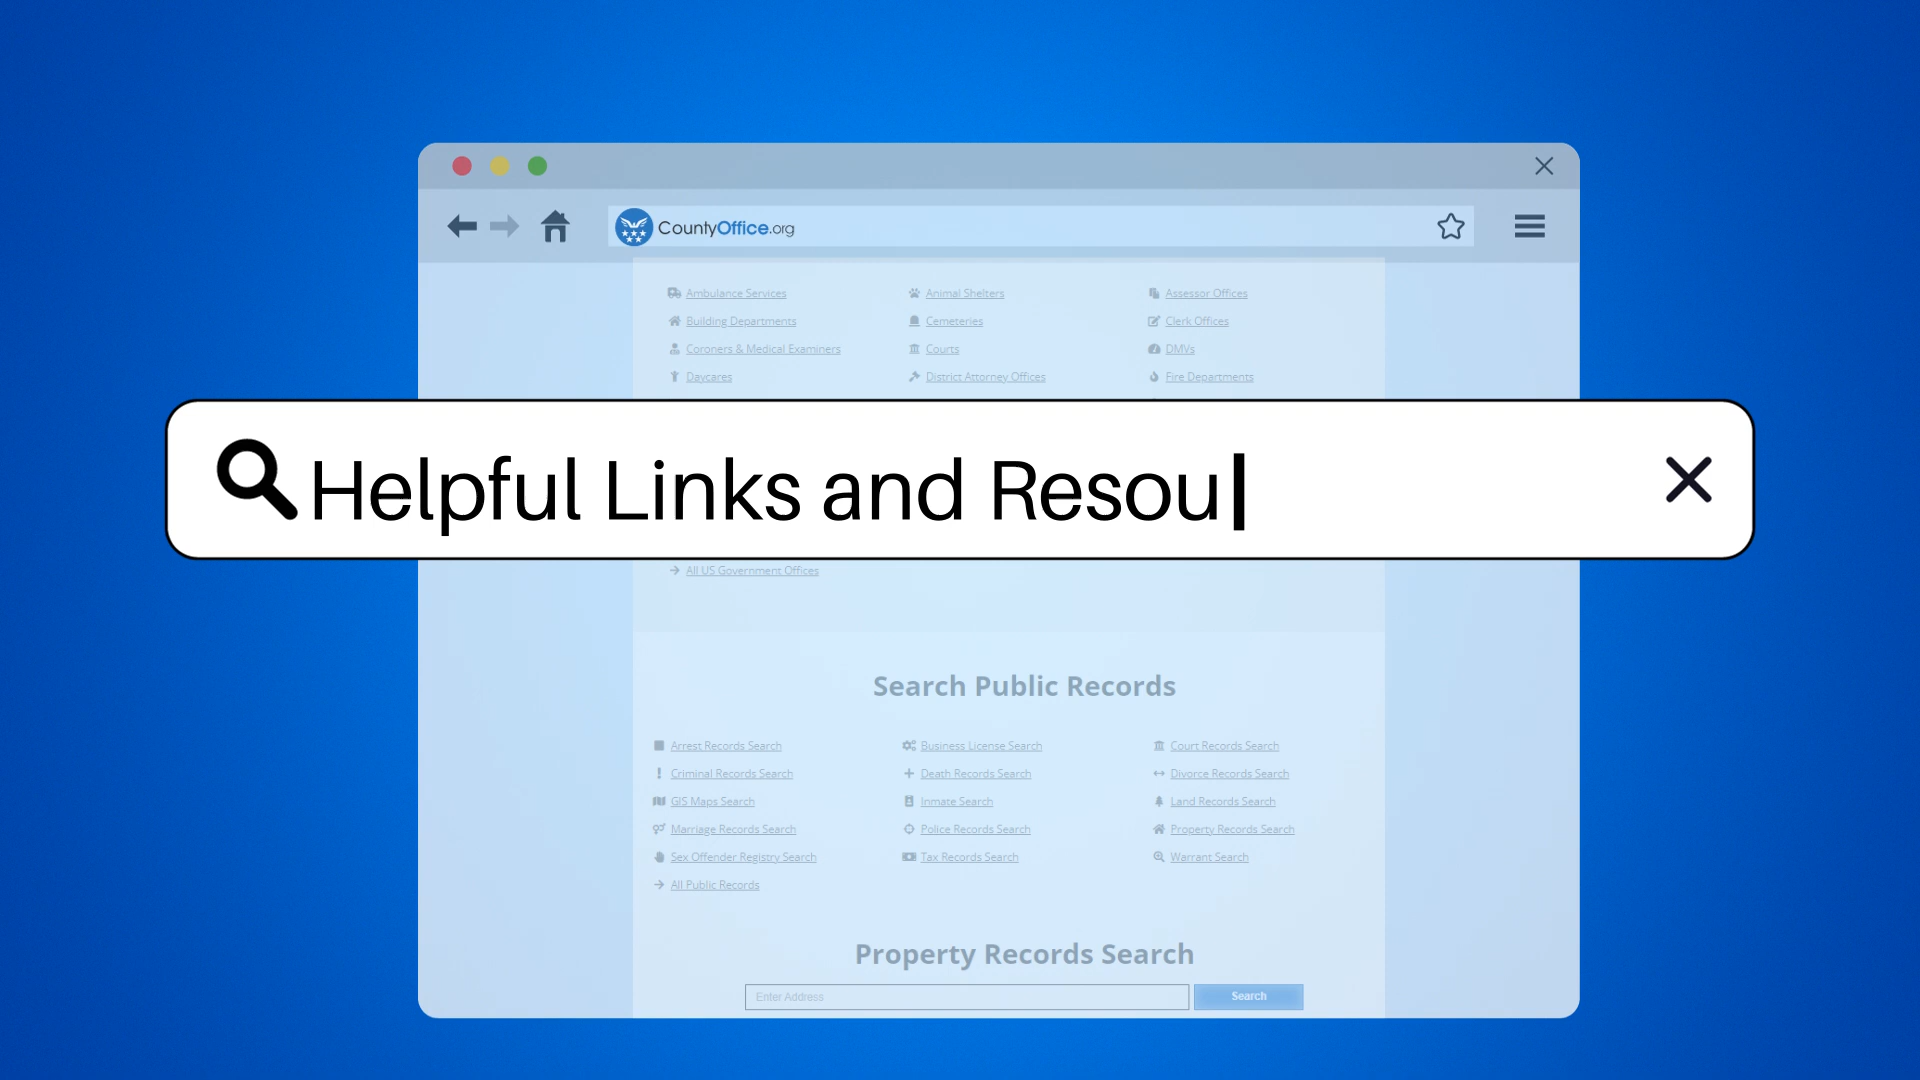 CountyOffice.org
Ambulance Services Animal Shelters Assessor Offices
Building Departments Cemeteries Clerk Offices
Coroners & Medical Examiners Courts DMVs
Daycares District Attorney Offices Fire Departments
Helpful Links and Resou
All US Government Offices
Search Public Records
Arrest Records Search Business License Search Court Records Search
Criminal Records Search Death Records Search Divorce Records Search
GIS Maps Search Inmate Search Land Records Search
Marriage Records Search Police Records Search Property Records Search
Sex Offender Registry Search Tax Records Search Warrant Search
All Public Records
Property Records Search
Enter Address Search